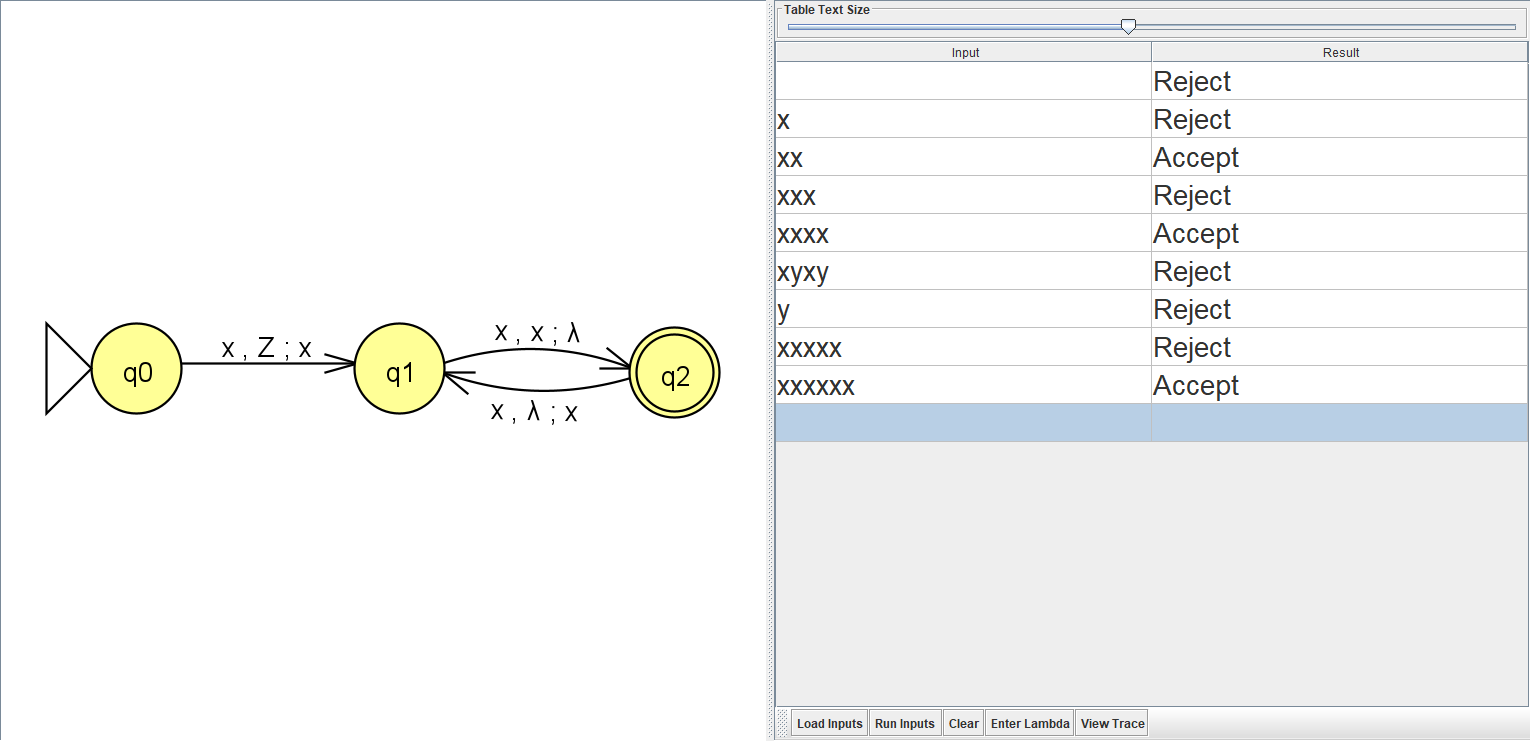 x , Z ; x
x , x ; λ
q0
q1
q2
x , λ ; x
Table Text Size
Input Result
Reject
x Reject
xx Accept
xxx Reject
xxxx Accept
xyxy Reject
y Reject
xxxxx Reject
xxxxxx Accept
Load Inputs Run Inputs Clear Enter Lambda View Trace